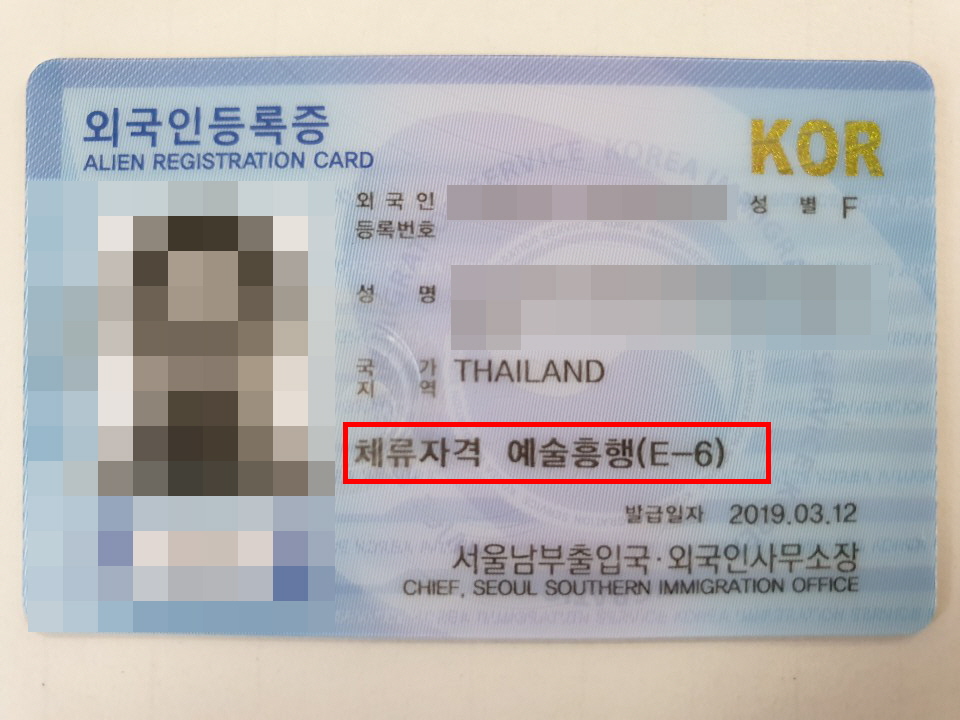 외국인등록증
ALIEN REGISTRATION CARD
KOR
외국인
등록번호
성 별 F
성 명
국 가
지 역
THAILAND
체류자격 예술흥행(E-6)
발급일자 2019.03.12
서울남부출입국·외국인사무소장
CHIEF, SEOUL SOUTHERN IMMIGRATION OFFICE